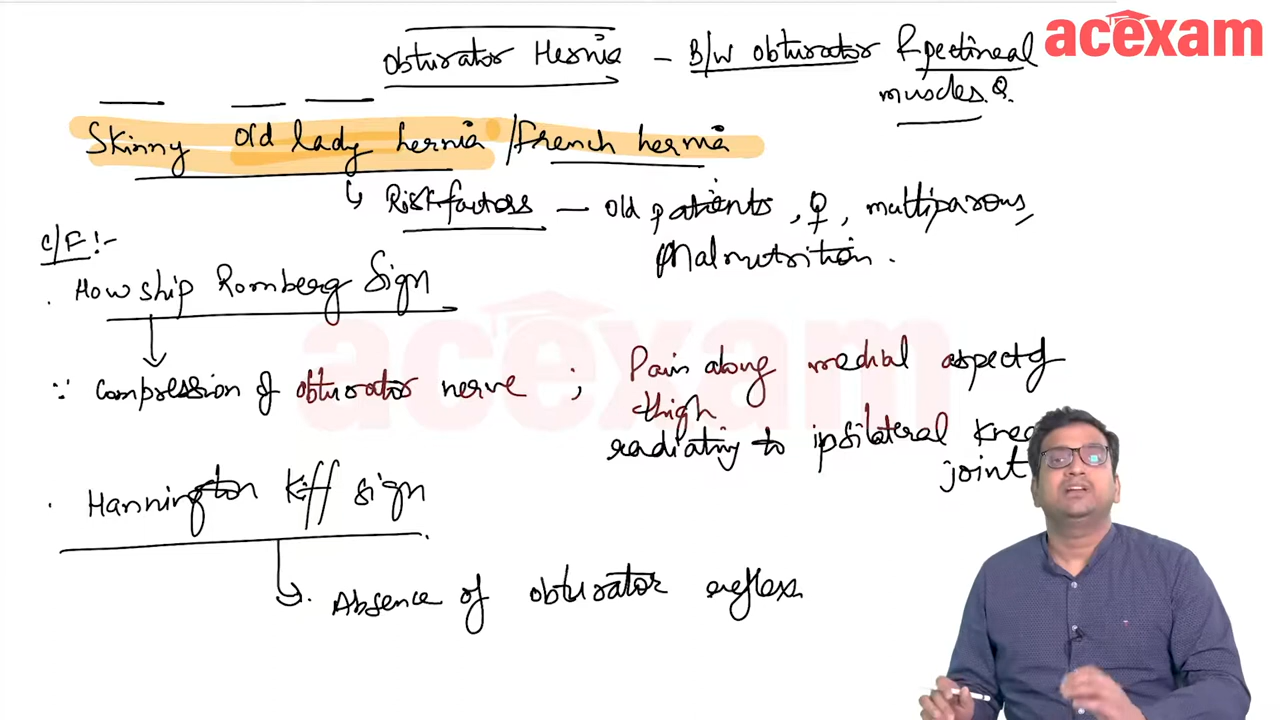 acexam
Obturator Hernia – B/W obturator & pectineal
muscles.
Skinny old lady hernia / French hernia
Risk factors – old patients, ♀, multiparous,
Malnutrition.
C/F:-
. Howship Romberg Sign
∵ compression of obturator nerve ; Pain along medial aspect of
thigh
radiating to ipsilateral knee
joint
. Hannington Kiff sign
. Absence of obturator reflex
acexam